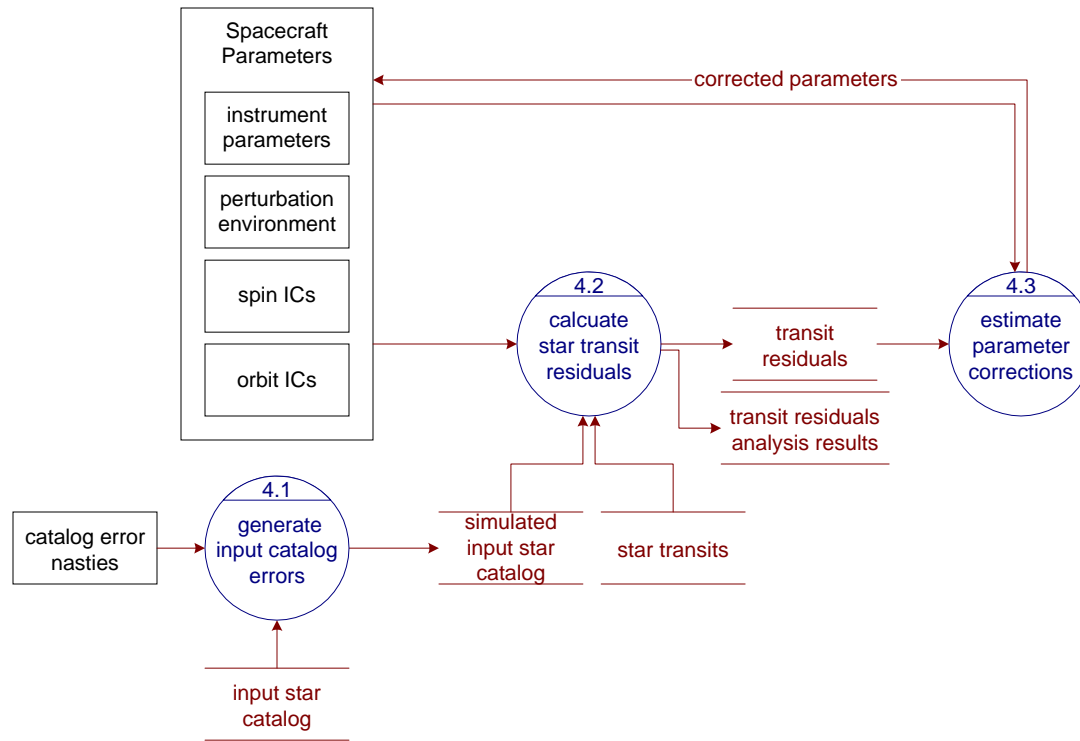 Spacecraft
Parameters
instrument
parameters
perturbation
environment
spin ICs
orbit ICs
corrected parameters
4.2
calcuate
star transit
residuals
transit
residuals
transit residuals
analysis results
4.3
estimate
parameter
corrections
catalog error
nasties
4.1
generate
input catalog
errors
simulated
input star
catalog
star transits
input star
catalog